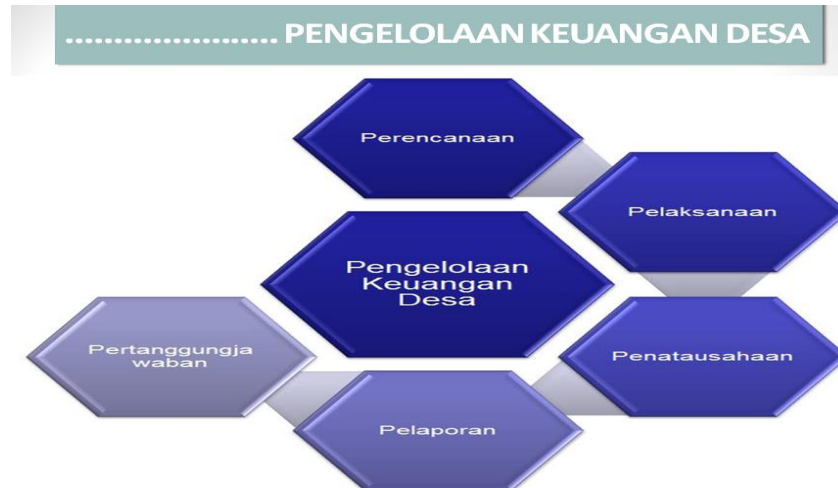 ...................... PENGELOLAAN KEUANGAN DESA
Perencanaan
Pelaksanaan
Pengelolaan
Keuangan
Desa
Pertanggungja
waban
Penatausahaan
Pelaporan